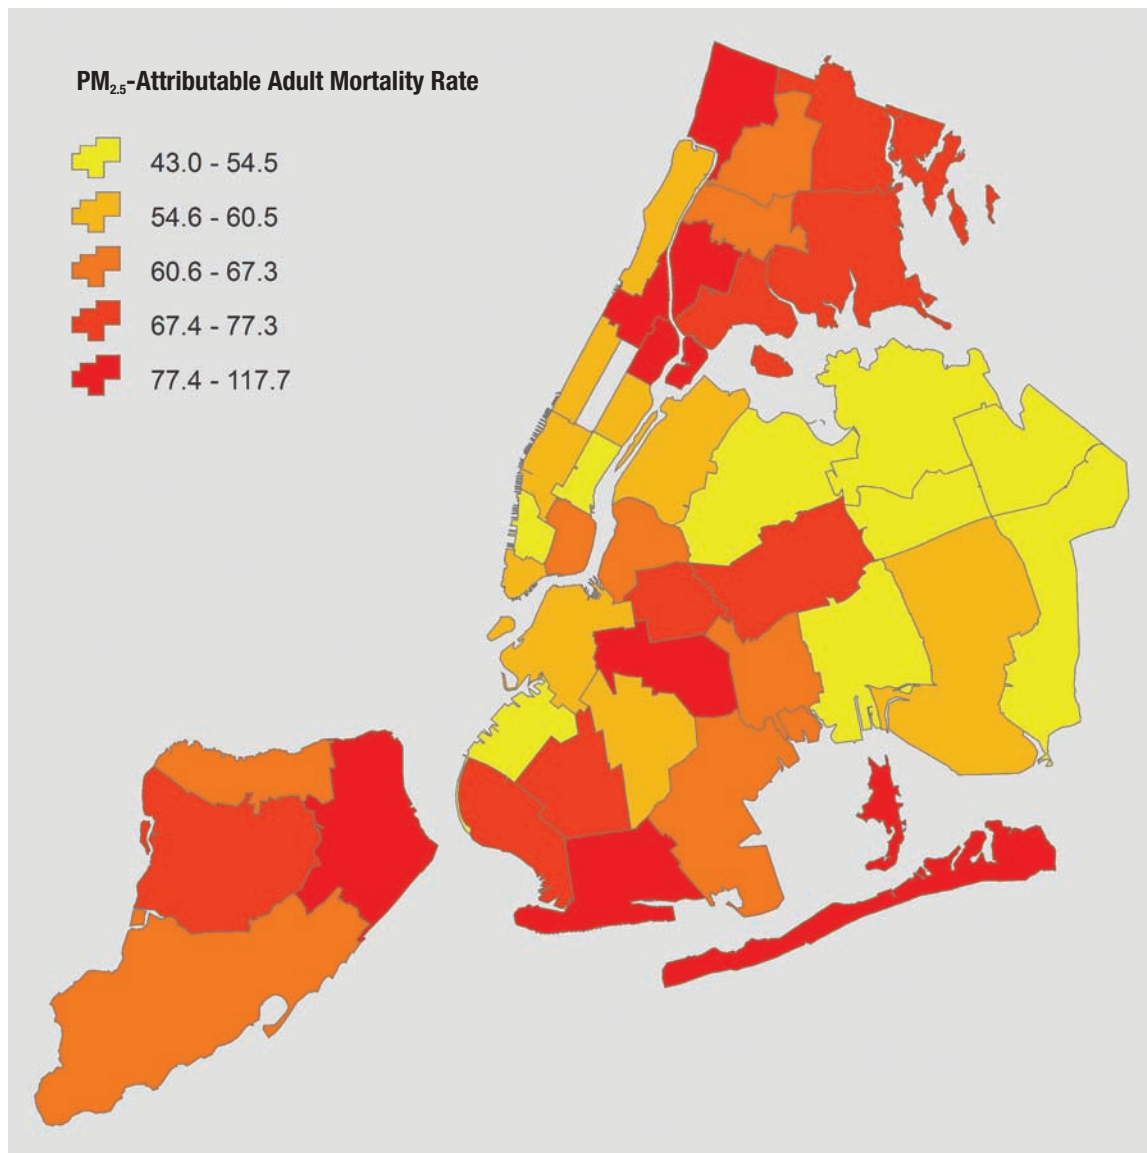 PM2.5-Attributable Adult Mortality Rate
43.0 - 54.5
54.6 - 60.5
60.6 - 67.3
67.4 - 77.3
77.4 - 117.7